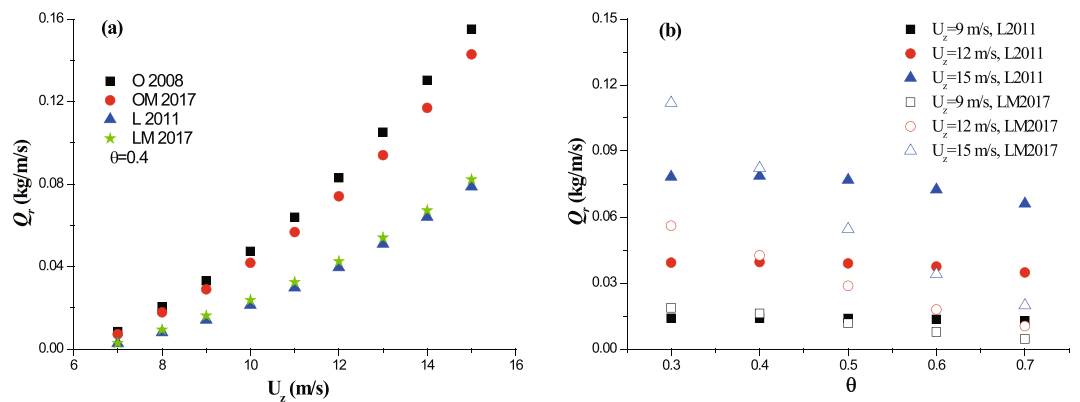 (a)
O 2008
OM 2017
L 2011
LM 2017
θ=0.4
Q_r (kg/m/s)
0.16
0.12
0.08
0.04
0.00
6 8 10 12 14 16
U_z (m/s)
(b)
U_z=9 m/s, L2011
U_z=12 m/s, L2011
U_z=15 m/s, L2011
U_z=9 m/s, LM2017
U_z=12 m/s, LM2017
U_z=15 m/s, LM2017
Q_r (kg/m/s)
0.15
0.12
0.09
0.06
0.03
0.00
0.3 0.4 0.5 0.6 0.7
θ